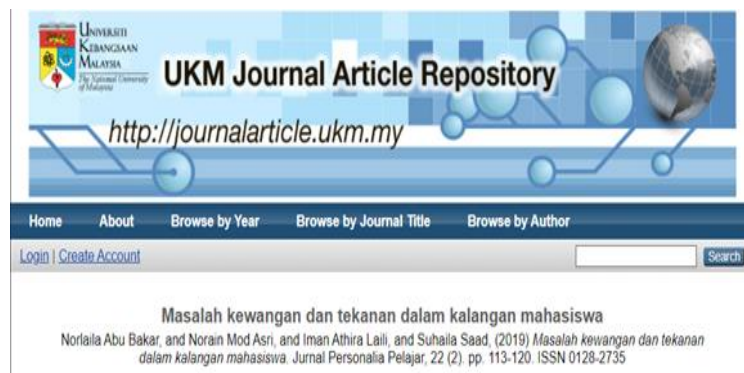 UNIVERSITI
KEBANGSAAN
MALAYSIA
The National University
of Malaysia
UKM Journal Article Repository
http://journalarticle.ukm.my
Home About Browse by Year Browse by Journal Title Browse by Author
Login | Create Account Search
Masalah kewangan dan tekanan dalam kalangan mahasiswa
Norlaila Abu Bakar, and Norain Mod Asri, and Iman Athira Laili, and Suhaila Saad, (2019) Masalah kewangan dan tekanan
dalam kalangan mahasiswa. Jurnal Personalia Pelajar, 22 (2). pp. 113-120. ISSN 0128-2735